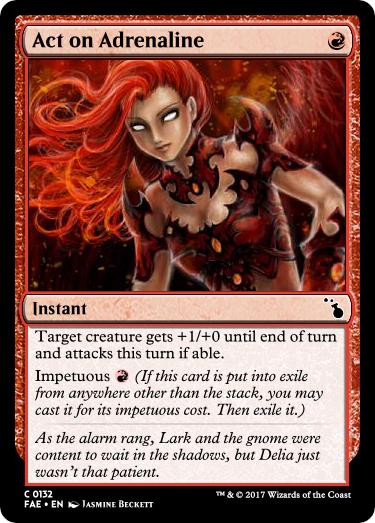 Act on Adrenaline
Instant
Target creature gets +1/+0 until end of turn
and attacks this turn if able.
Impetuous (If this card is put into exile
from anywhere other than the stack, you may
cast it for its impetuous cost. Then exile it.)
As the alarm rang, Lark and the gnome were
content to wait in the shadows, but Delia just
wasn't that patient.
C 0132
FAE • EN Jasmine Beckett
™ & © 2017 Wizards of the Coast